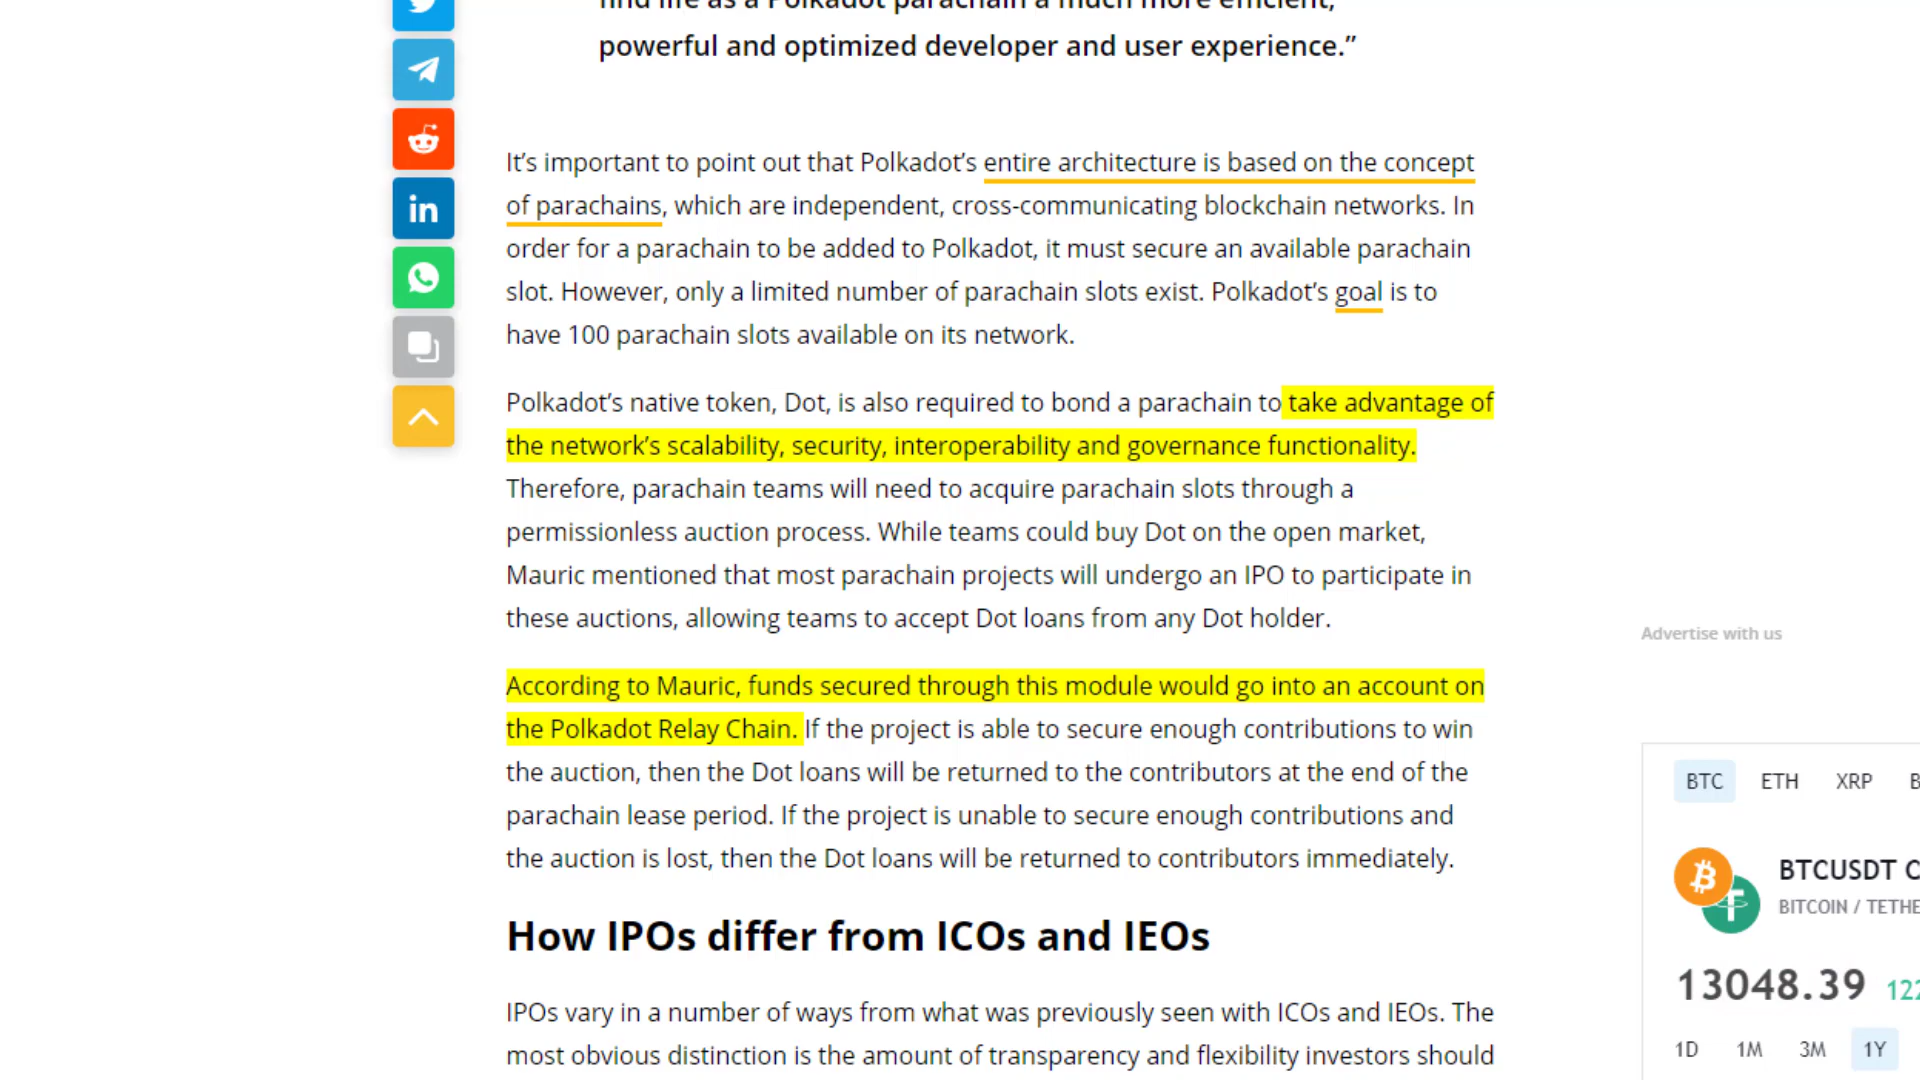 find life as a Polkadot parachain a much more efficient,
powerful and optimized developer and user experience.”
in
It’s important to point out that Polkadot’s entire architecture is based on the concept
of parachains, which are independent, cross-communicating blockchain networks. In
order for a parachain to be added to Polkadot, it must secure an available parachain
slot. However, only a limited number of parachain slots exist. Polkadot’s goal is to
have 100 parachain slots available on its network.
Polkadot’s native token, Dot, is also required to bond a parachain to take advantage of
the network’s scalability, security, interoperability and governance functionality.
Therefore, parachain teams will need to acquire parachain slots through a
permissionless auction process. While teams could buy Dot on the open market,
Mauric mentioned that most parachain projects will undergo an IPO to participate in
these auctions, allowing teams to accept Dot loans from any Dot holder.
According to Mauric, funds secured through this module would go into an account on
the Polkadot Relay Chain. If the project is able to secure enough contributions to win
the auction, then the Dot loans will be returned to the contributors at the end of the
parachain lease period. If the project is unable to secure enough contributions and
the auction is lost, then the Dot loans will be returned to contributors immediately.
How IPOs differ from ICOs and IEOs
IPOs vary in a number of ways from what was previously seen with ICOs and IEOs. The
most obvious distinction is the amount of transparency and flexibility investors should
Advertise with us
BTC ETH XRP B
BTCUSDT C
BITCOIN / TETHE
13048.39 122
1D 1M 3M 1Y